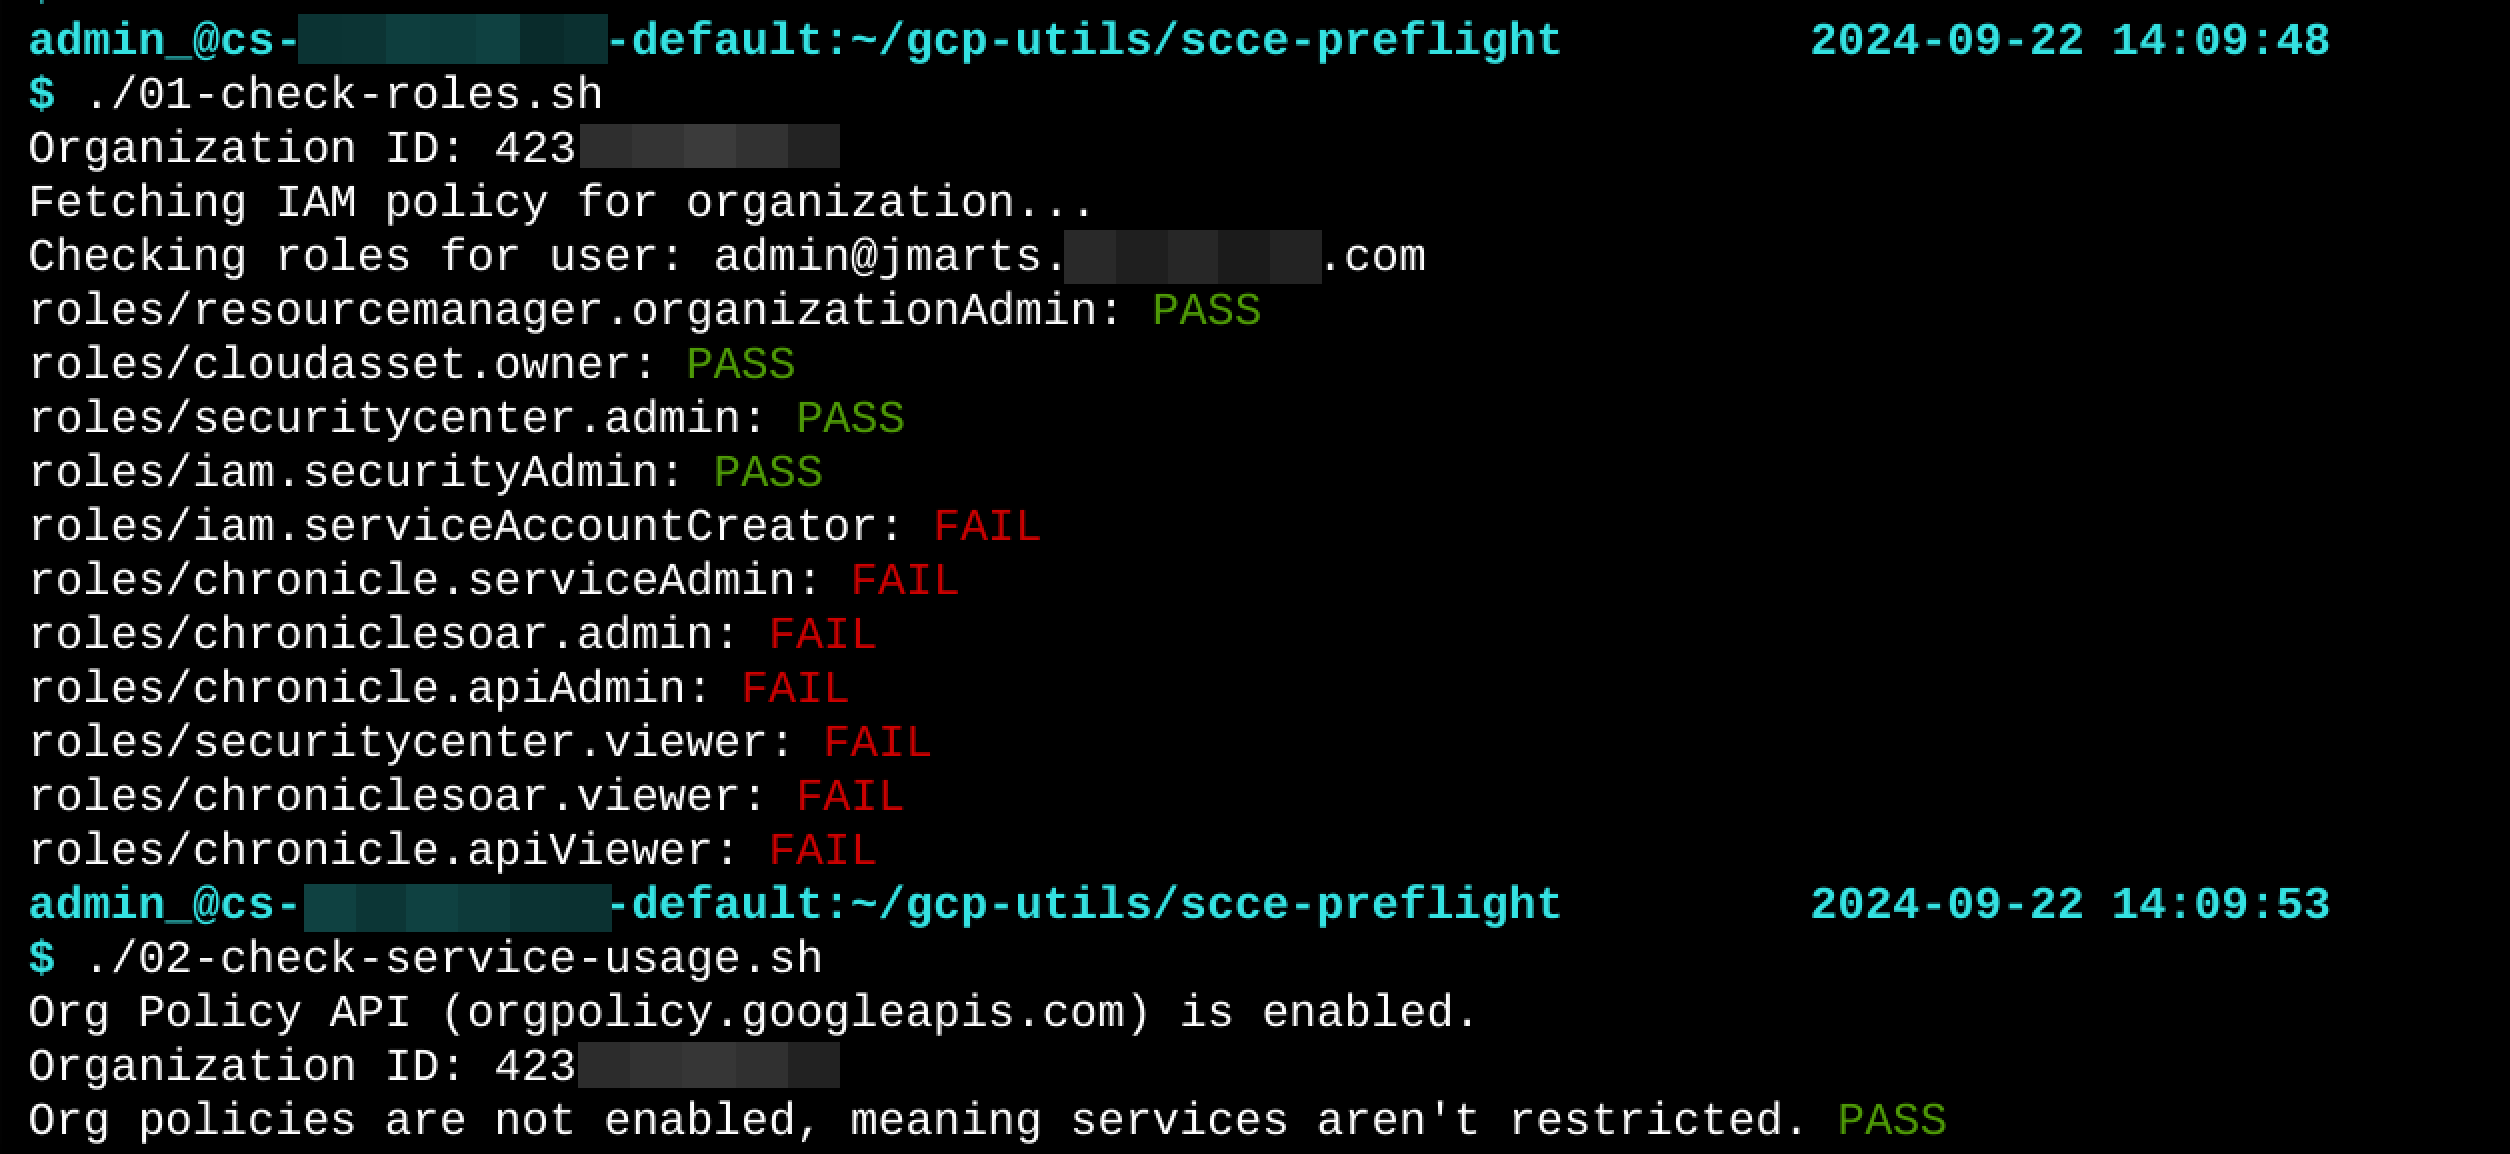 admin_@cs- -default:~/gcp-utils/scce-preflight 2024-09-22 14:09:48
$ ./01-check-roles.sh
Organization ID: 423
Fetching IAM policy for organization...
Checking roles for user: admin@jmarts. .com
roles/resourcemanager.organizationAdmin: PASS
roles/cloudasset.owner: PASS
roles/securitycenter.admin: PASS
roles/iam.securityAdmin: PASS
roles/iam.serviceAccountCreator: FAIL
roles/chronicle.serviceAdmin: FAIL
roles/chroniclesoar.admin: FAIL
roles/chronicle.apiAdmin: FAIL
roles/securitycenter.viewer: FAIL
roles/chroniclesoar.viewer: FAIL
roles/chronicle.apiViewer: FAIL
admin_@cs- -default:~/gcp-utils/scce-preflight 2024-09-22 14:09:53
$ ./02-check-service-usage.sh
Org Policy API (orgpolicy.googleapis.com) is enabled.
Organization ID: 423
Org policies are not enabled, meaning services aren't restricted. PASS